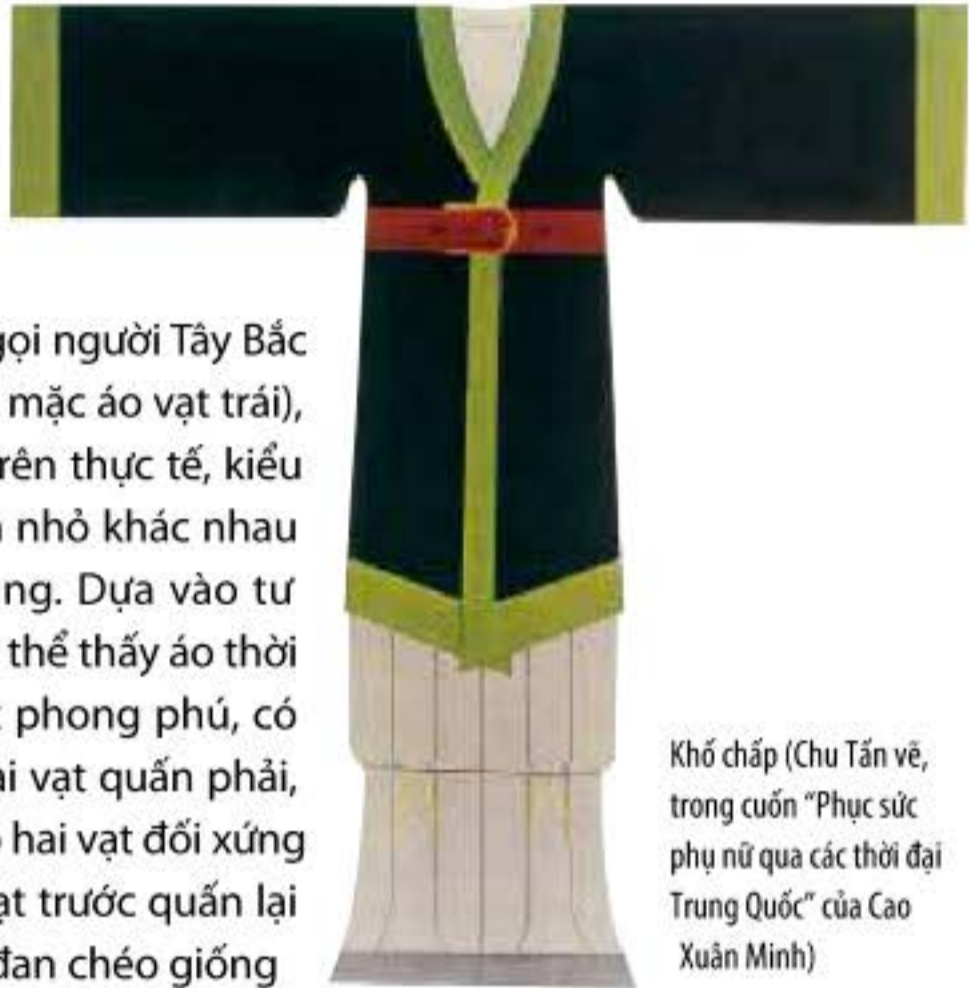 gọi người Tây Bắc
mặc áo vạt trái),
rên thực tế, kiểu
nhỏ khác nhau
ng. Dựa vào tư
thể thấy áo thời
phong phú, có
ai vạt quấn phải,
hai vạt đối xứng
ạt trước quấn lại
đan chéo giống
Khố chấp (Chu Tấn vẽ,
trong cuốn "Phục sức
phụ nữ qua các thời đại
Trung Quốc" của Cao
Xuân Minh)